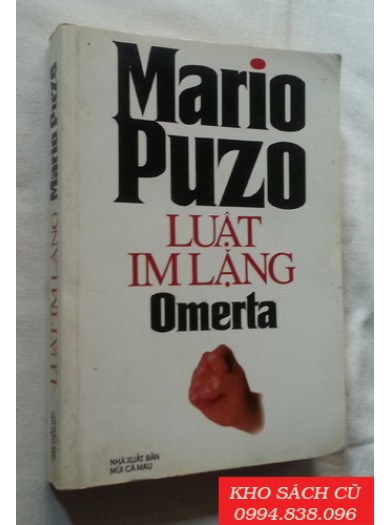 Mario
Puzo
LUẬT
IM LẶNG
Omerta
NHÀ XUẤT BẢN
MŨI CÀ MAU
LUẬT IM LẶNG Mario Puzo
KHO SÁCH CŨ
0994.838.096